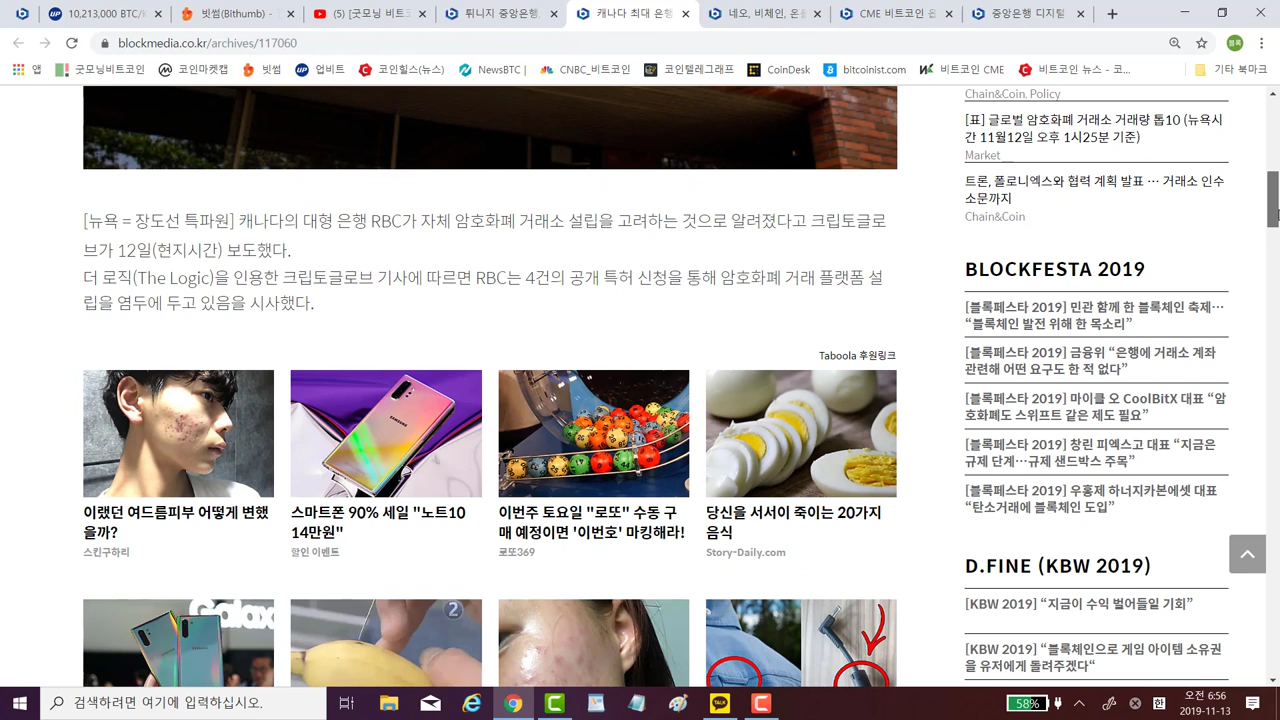 10,213,000 BTC/K
빗썸(Bithumb) -
(5) [굿모닝 비트코
튀니지 중앙은행
캐나다 최대 은행
네오, 비체인, 온톨
CME 비트코인 옵
중앙은행 디지털
blockmedia.co.kr/archives/117060
블록
앱
굿모닝비트코인
코인마켓캡
빗썸
업비트
코인힐스(뉴스)
NewsBTC |
CNBC_비트코인
코인텔레그래프
CoinDesk
bitcoinist.com
비트코인 CME
비트코인 뉴스 - 코...
기타 북마크
[뉴욕 = 장도선 특파원] 캐나다의 대형 은행 RBC가 자체 암호화폐 거래소 설립을 고려하는 것으로 알려졌다고 크립토글로
브가 12일(현지시간) 보도했다.
더 로직(The Logic)을 인용한 크립토글로브 기사에 따르면 RBC는 4건의 공개 특허 신청을 통해 암호화폐 거래 플랫폼 설
립을 염두에 두고 있음을 시사했다.
Taboola 후원링크
이랬던 여드름피부 어떻게 변했
을까?
스킨구하리
SAMSUNG
스마트폰 90% 세일 "노트10
14만원"
할인 이벤트
이번주 토요일 "로또" 수동 구
매 예정이면 '이번호' 마킹해라!
로또369
당신을 서서히 죽이는 20가지
음식
Story-Daily.com
Galax
2
Chain&Coin, Policy
[표] 글로벌 암호화폐 거래소 거래량 톱10 (뉴욕시
간 11월12일 오후 1시25분 기준)
Market
트론, 폴로니엑스와 협력 계획 발표 … 거래소 인수
소문까지
Chain&Coin
BLOCKFESTA 2019
[블록페스타 2019] 민관 함께 한 블록체인 축제…
“블록체인 발전 위해 한 목소리”
[블록페스타 2019] 금융위 “은행에 거래소 계좌
관련해 어떤 요구도 한 적 없다”
[블록페스타 2019] 마이클 오 CoolBitX 대표 “암
호화폐도 스위프트 같은 제도 필요”
[블록페스타 2019] 창린 피엑스고 대표 “지금은
규제 단계…규제 샌드박스 주목”
[블록페스타 2019] 우홍제 하너지카본에셋 대표
“탄소거래에 블록체인 도입”
D.FINE (KBW 2019)
[KBW 2019] “지금이 수익 벌어들일 기회”
[KBW 2019] “블록체인으로 게임 아이템 소유권
을 유저에게 돌려주겠다“
검색하려면 여기에 입력하십시오.
TALK
58%
한
오전 6:56
2019-11-13